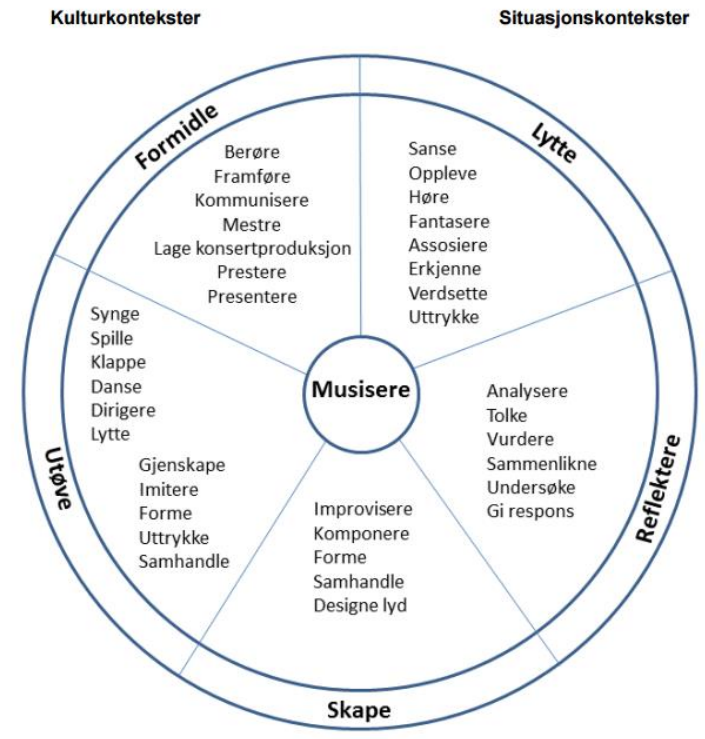 Kulturkontekster
Situasjonskontekster
Formidle
Berøre
Framføre
Kommunisere
Mestre
Lage konsertproduksjon
Prestere
Presentere
Lytte
Sanse
Oppleve
Høre
Fantasere
Assosiere
Erkjenne
Verdsette
Uttrykke
Musisere
Utøve
Synge
Spille
Klappe
Danse
Dirigere
Lytte
Gjenskape
Imitere
Forme
Uttrykke
Samhandle
Reflektere
Analysere
Tolke
Vurdere
Sammenlikne
Undersøke
Gi respons
Improvisere
Komponere
Forme
Samhandle
Designe lyd
Skape